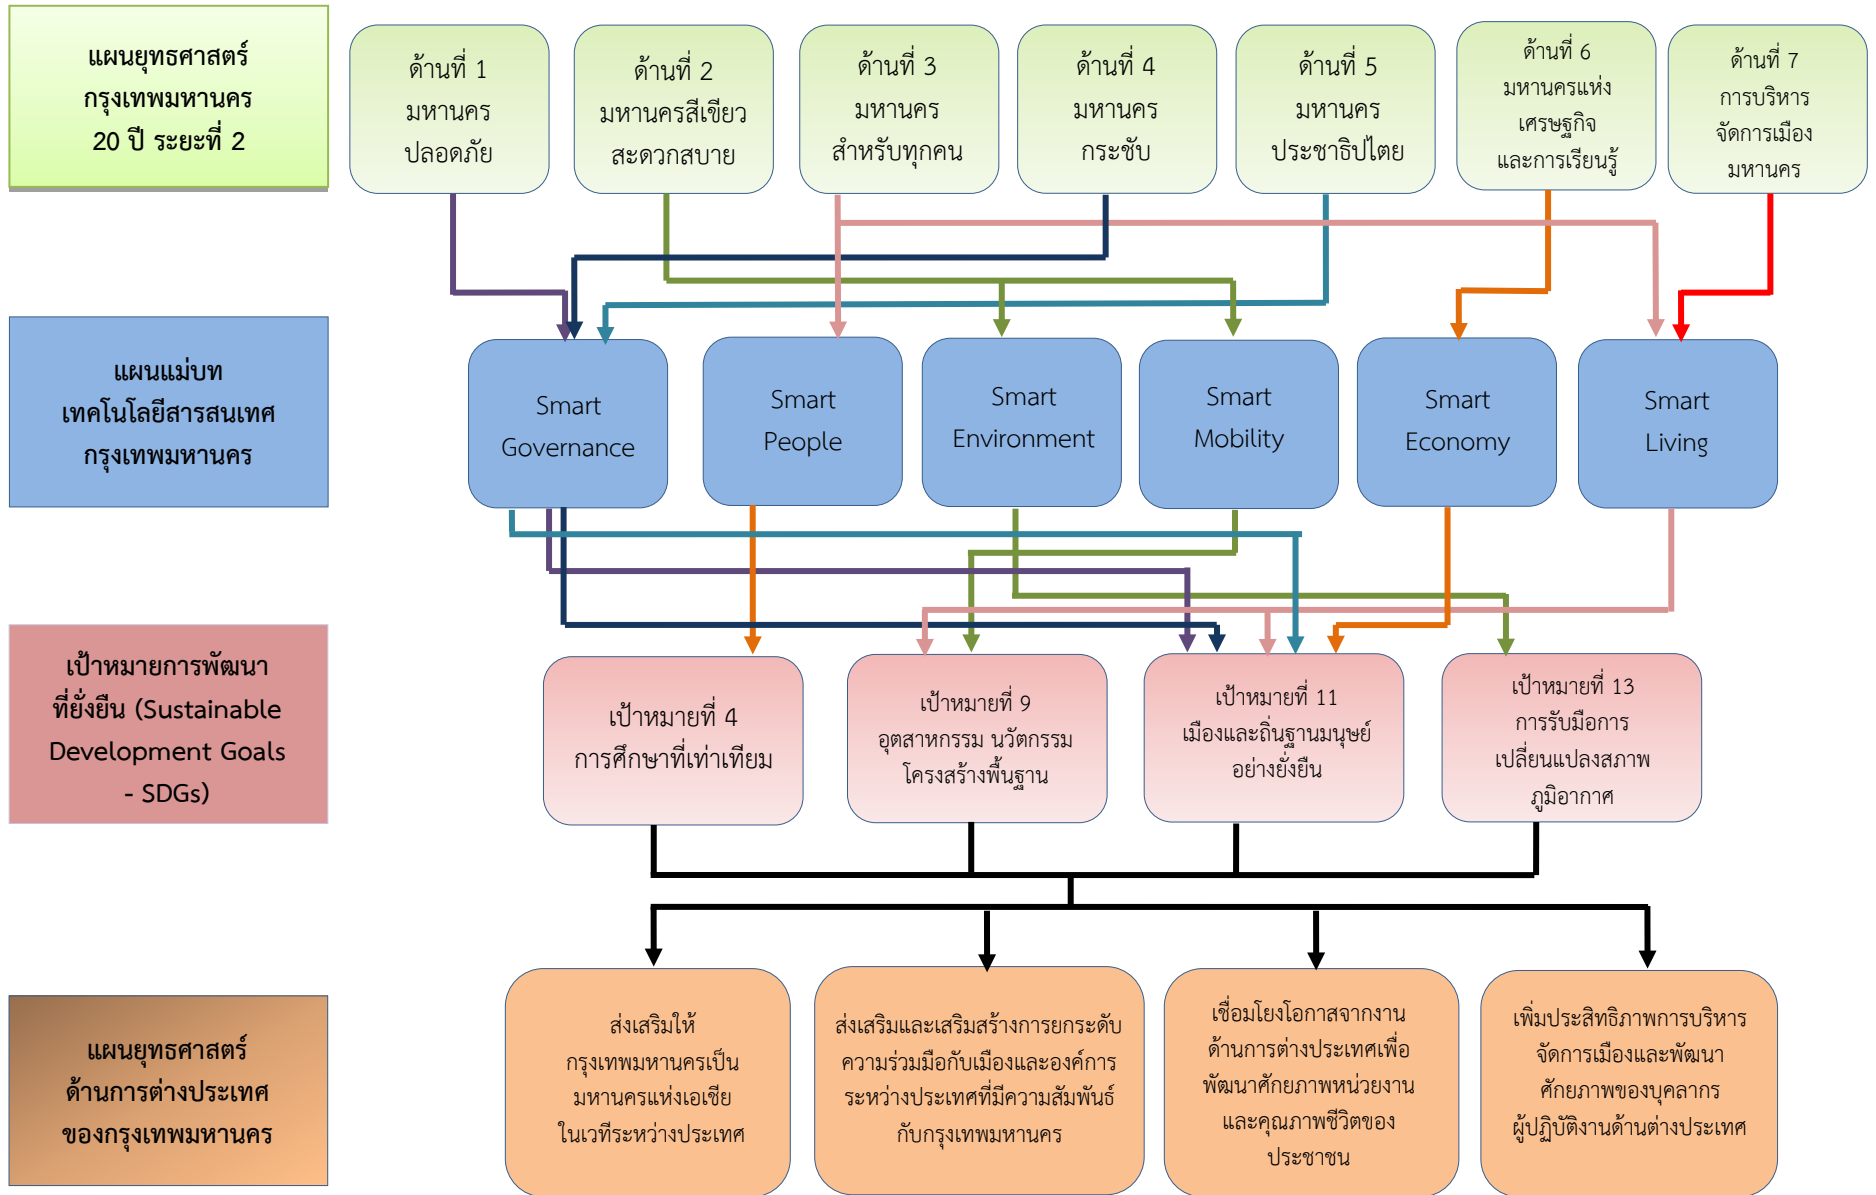 แผนยุทธศาสตร์
กรุงเทพมหานคร
20 ปี ระยะที่ 2
ด้านที่ 1
มหานคร
ปลอดภัย
ด้านที่ 2
มหานครสีเขียว
สะดวกสบาย
ด้านที่ 3
มหานคร
สำหรับทุกคน
ด้านที่ 4
มหานคร
กระชับ
ด้านที่ 5
มหานคร
ประชาธิปไตย
ด้านที่ 6
มหานครแห่ง
เศรษฐกิจ
และการเรียนรู้
ด้านที่ 7
การบริหาร
จัดการเมือง
มหานคร
แผนแม่บท
เทคโนโลยีสารสนเทศ
กรุงเทพมหานคร
Smart
Governance
Smart
People
Smart
Environment
Smart
Mobility
Smart
Economy
Smart
Living
เป้าหมายการพัฒนา
ที่ยั่งยืน (Sustainable
Development Goals
- SDGs)
เป้าหมายที่ 4
การศึกษาที่เท่าเทียม
เป้าหมายที่ 9
อุตสาหกรรม นวัตกรรม
โครงสร้างพื้นฐาน
เป้าหมายที่ 11
เมืองและถิ่นฐานมนุษย์
อย่างยั่งยืน
เป้าหมายที่ 13
การรับมือการ
เปลี่ยนแปลงสภาพ
ภูมิอากาศ
แผนยุทธศาสตร์
ด้านการต่างประเทศ
ของกรุงเทพมหานคร
ส่งเสริมให้
กรุงเทพมหานครเป็น
มหานครแห่งเอเชีย
ในเวทีระหว่างประเทศ
ส่งเสริมและเสริมสร้างการยกระดับ
ความร่วมมือกับเมืองและองค์การ
ระหว่างประเทศที่มีความสัมพันธ์
กับกรุงเทพมหานคร
เชื่อมโยงโอกาสจากงาน
ด้านการต่างประเทศเพื่อ
พัฒนาศักยภาพหน่วยงาน
และคุณภาพชีวิตของ
ประชาชน
เพิ่มประสิทธิภาพการบริหาร
จัดการเมืองและพัฒนา
ศักยภาพของบุคลากร
ผู้ปฏิบัติงานด้านต่างประเทศ